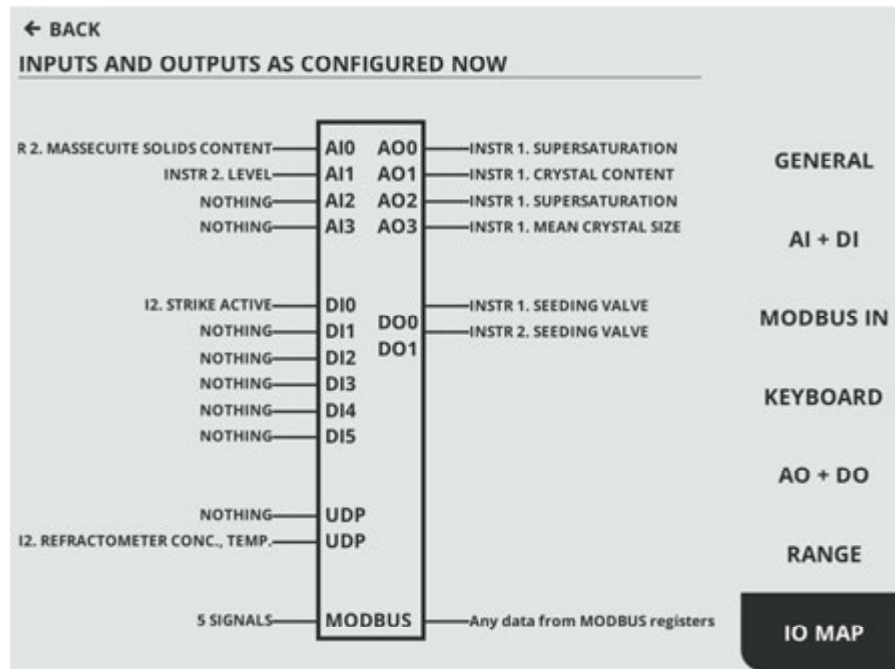 ← BACK
INPUTS AND OUTPUTS AS CONFIGURED NOW
R 2. MASSECUITE SOLIDS CONTENT AI0 AO0 INSTR 1. SUPERSATURATION
INSTR 2. LEVEL AI1 AO1 INSTR 1. CRYSTAL CONTENT
NOTHING AI2 AO2 INSTR 1. SUPERSATURATION
NOTHING AI3 AO3 INSTR 1. MEAN CRYSTAL SIZE
I2. STRIKE ACTIVE DI0 INSTR 1. SEEDING VALVE
DO0
NOTHING DI1 INSTR 2. SEEDING VALVE
DO1
NOTHING DI2
NOTHING DI3
NOTHING DI4
NOTHING DI5
NOTHING UDP
I2. REFRACTOMETER CONC., TEMP. UDP
5 SIGNALS MODBUS Any data from MODBUS registers
GENERAL
AI + DI
MODBUS IN
KEYBOARD
AO + DO
RANGE
IO MAP